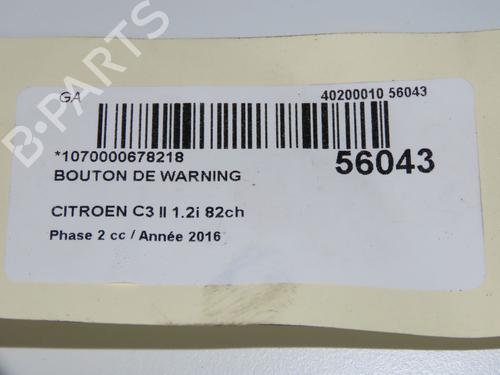 B-PARTS
GA
40200010 56043
*1070000678218
56043
BOUTON DE WARNING
CITROEN C3 II 1.2i 82ch
Phase 2 cc / Année 2016